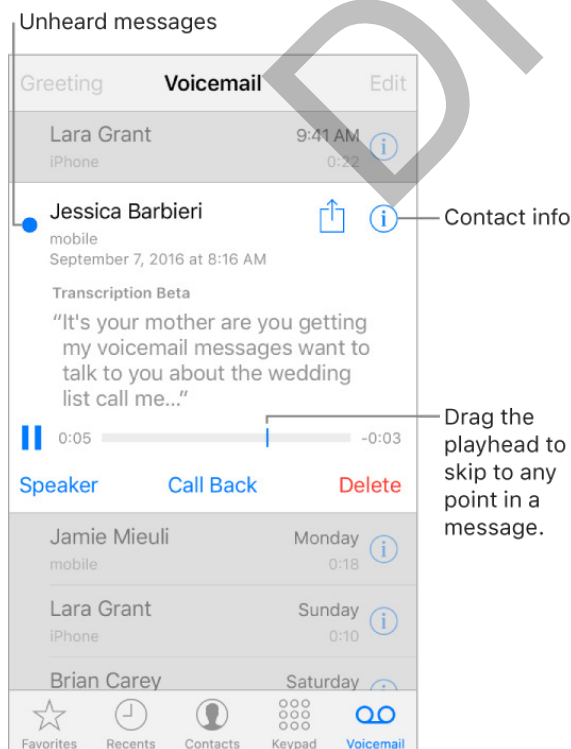 Unheard messages
Greeting Voicemail Edit
Lara Grant 9:41 AM
iPhone 0:22
Jessica Barbieri
mobile
September 7, 2016 at 8:16 AM
Contact info
Transcription Beta
“It's your mother are you getting
my voicemail messages want to
talk to you about the wedding
list call me...”
0:05 -0:03
Drag the
playhead to
skip to any
point in a
message.
Speaker Call Back Delete
Jamie Mieuli Monday
mobile 0:18
Lara Grant Sunday
iPhone 0:10
Brian Carey Saturday
Favorites Recents Contacts Keypad Voicemail